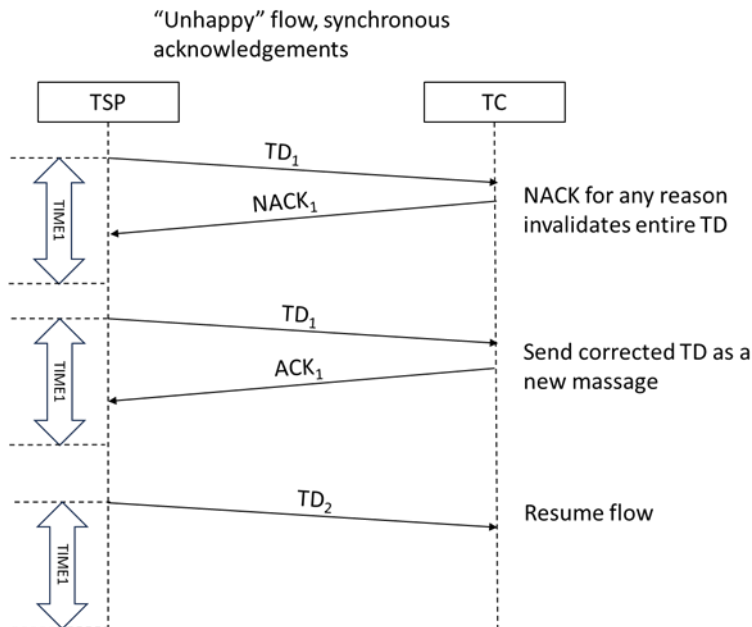 “Unhappy” flow, synchronous
acknowledgements
TSP
TC
TD₁
TIME1
NACK₁
NACK for any reason
invalidates entire TD
TD₁
TIME1
ACK₁
Send corrected TD as a
new massage
TD₂
Resume flow
TIME1